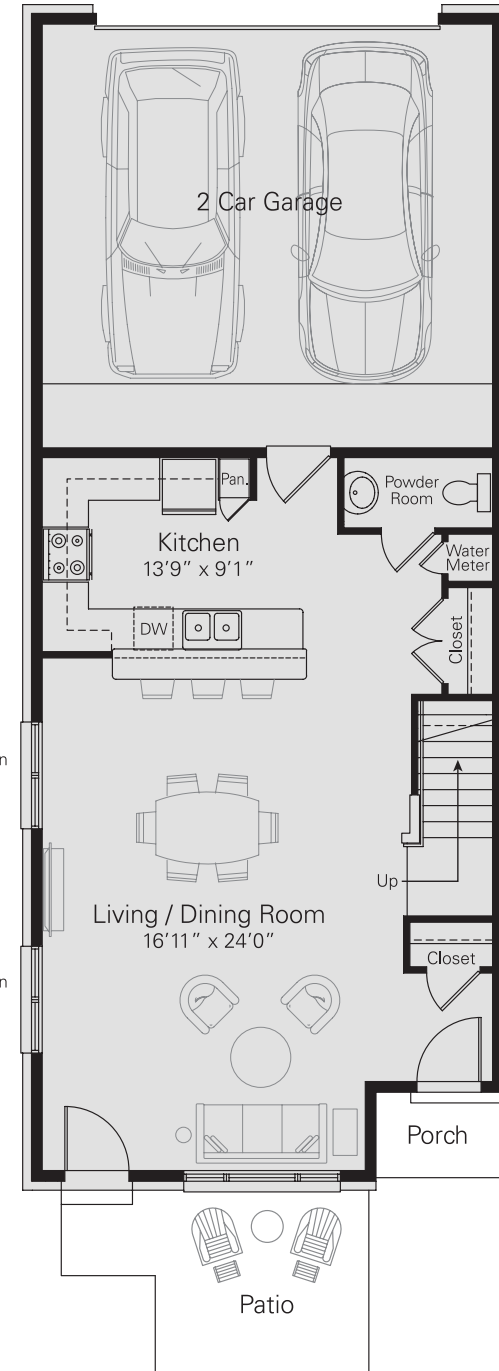 2 Car Garage
Pan.
Powder
Room
Kitchen
13'9" x 9'1"
Water
Meter
DW
Closet
n
Up
Living / Dining Room
16'11" x 24'0"
Closet
n
Porch
Patio